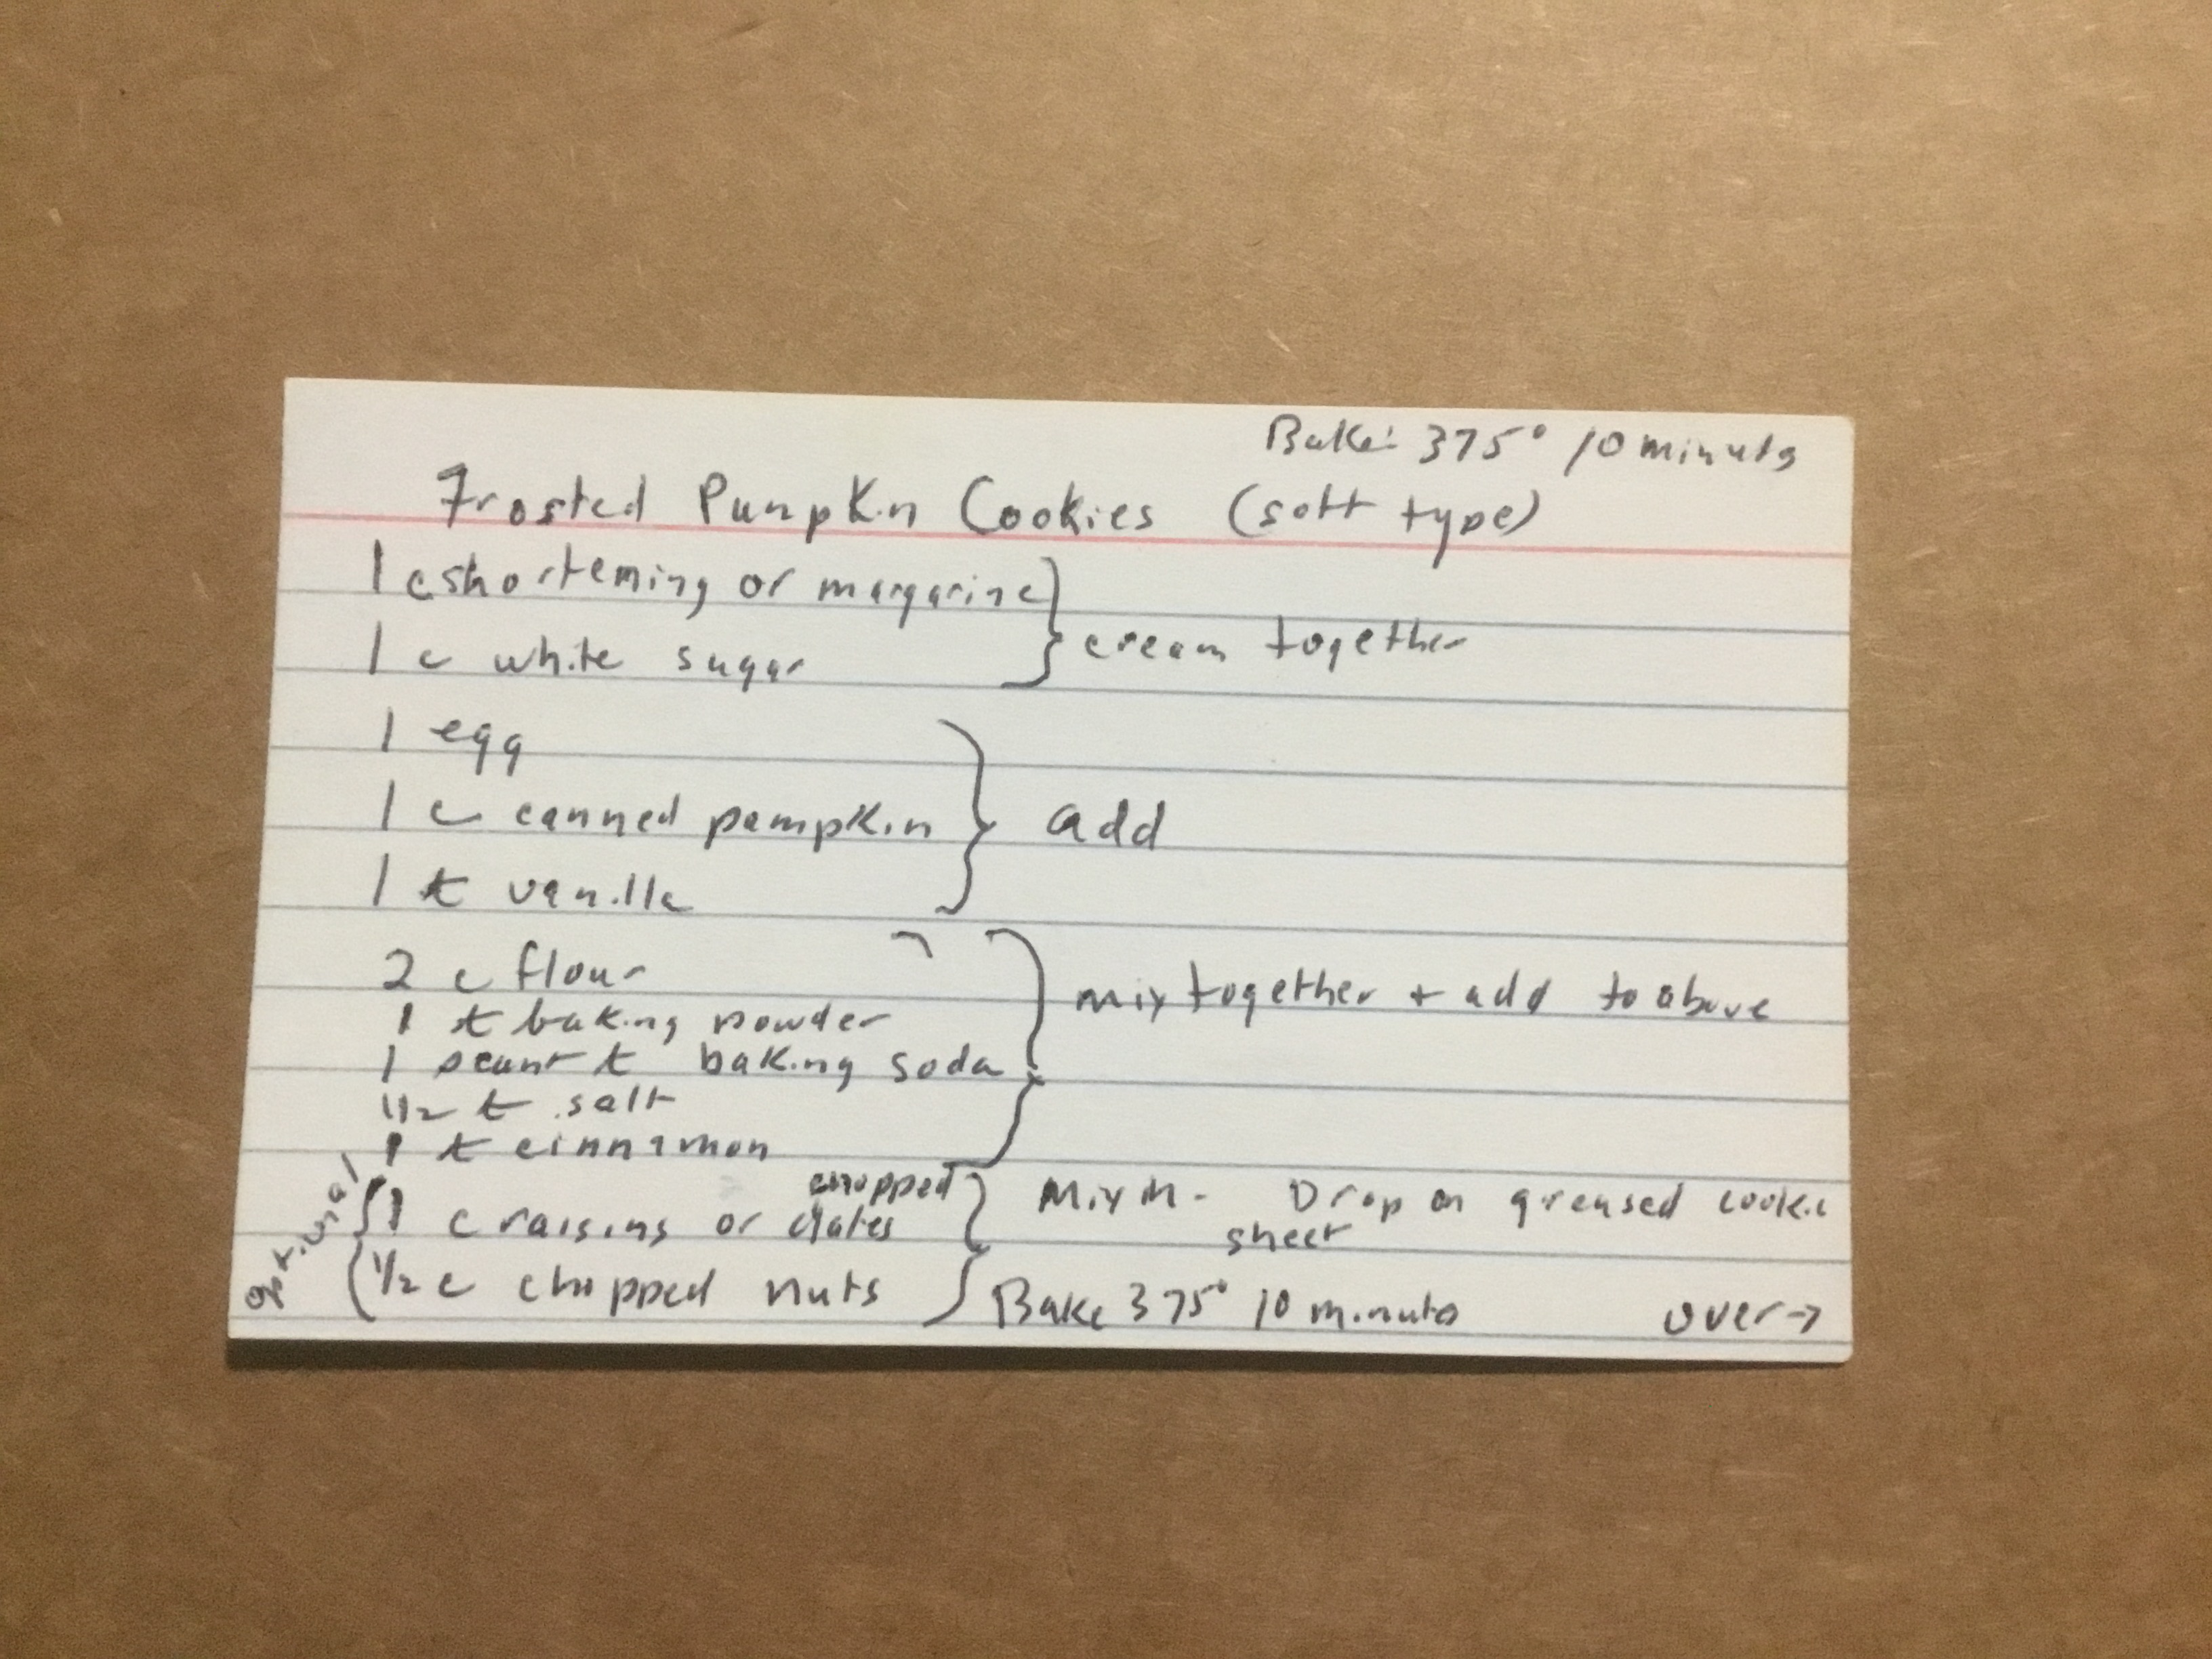 Bake: 375° 10 minuts
Frosted Pumpkin Cookies (soft type)
1 c shortening or margarine
1 c white sugar } cream together
1 egg
1 c canned pumpkin } add
1 t vanilla
2 c flour
mix together + add to above
1 t baking powder
1 scant t baking soda
1/2 t salt
1 t cinnamon
optional
chopped
1 c raisins or dates
Mix in - Drop on greased cookie
sheet
1/2 c chopped nuts
Bake 375° 10 minuts over →